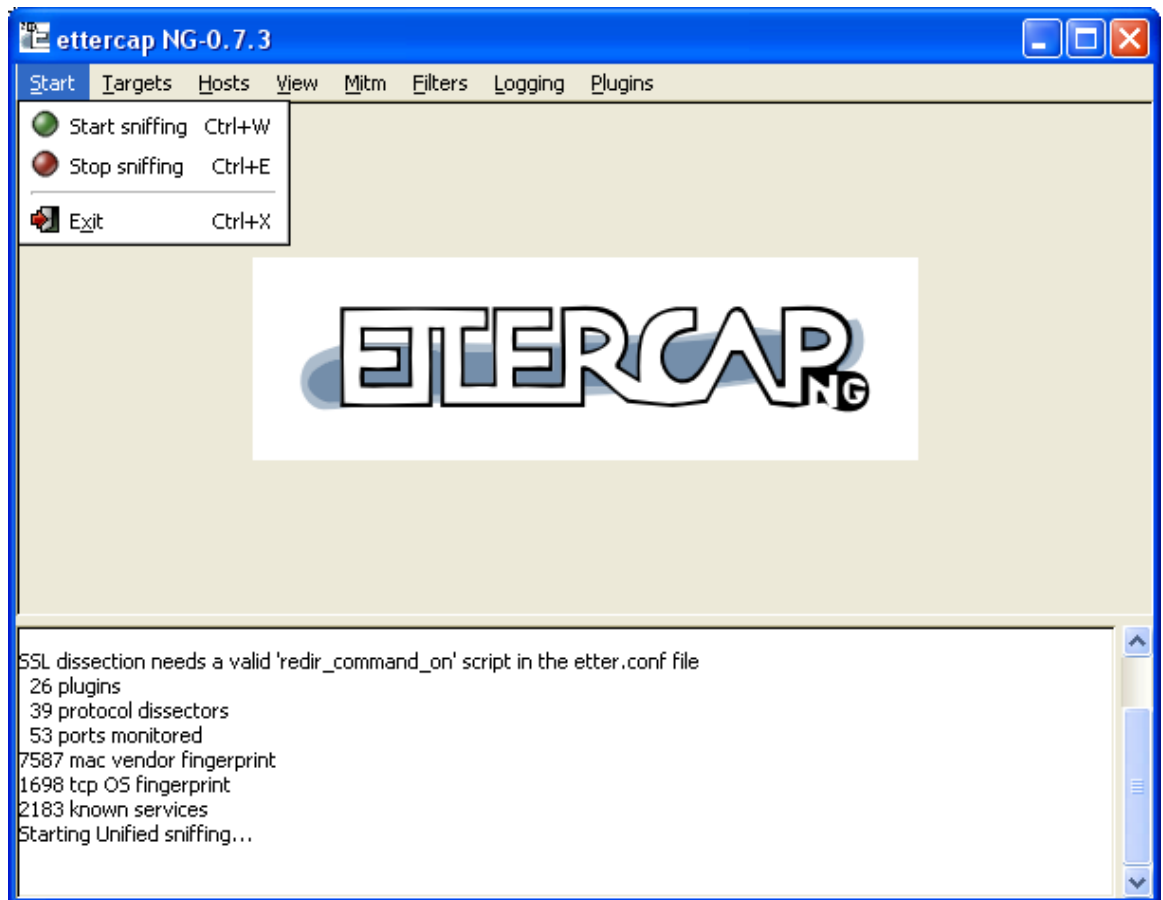 ettercap NG-0.7.3
Start Targets Hosts View Mitm Filters Logging Plugins
Start sniffing Ctrl+W
Stop sniffing Ctrl+E
Exit Ctrl+X
ETTERCAP NG
SSL dissection needs a valid 'redir_command_on' script in the etter.conf file
26 plugins
39 protocol dissectors
53 ports monitored
7587 mac vendor fingerprint
1698 tcp OS fingerprint
2183 known services
Starting Unified sniffing...